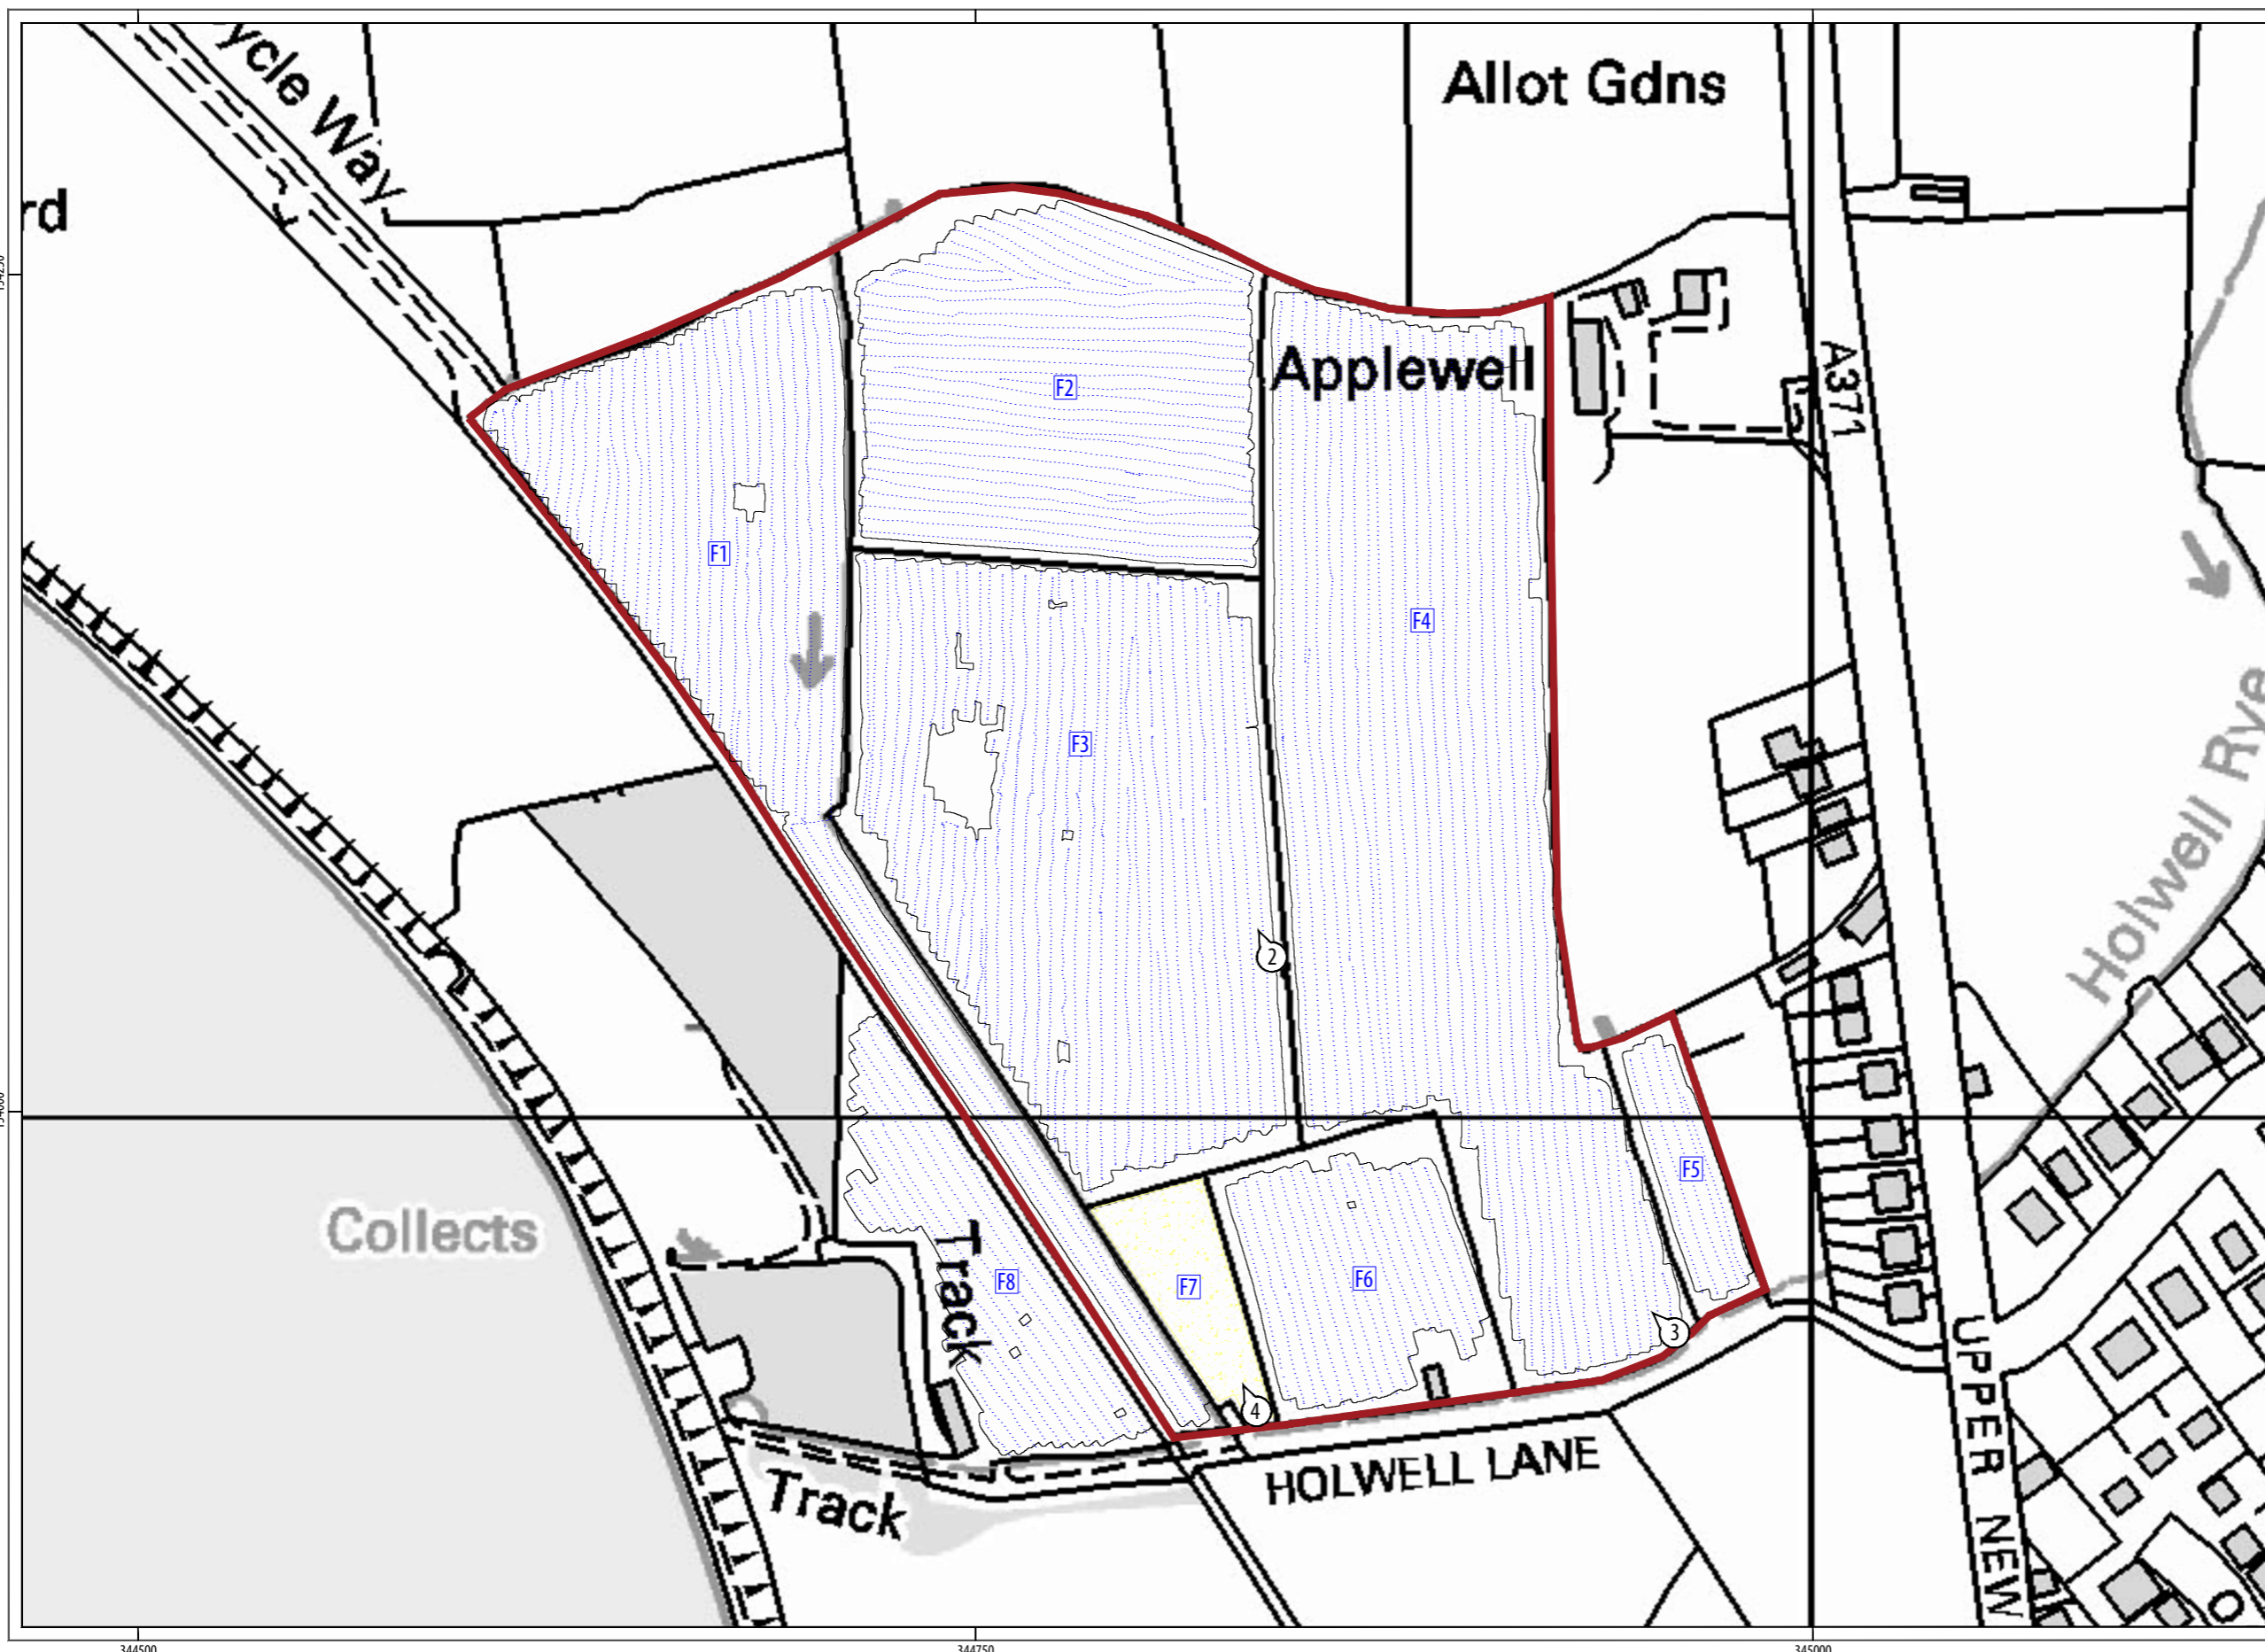 ycle Way
Allot Gdns
rd
F2
Applewell
A371
F1
F4
F3
Holwell Rye
2
F5
Collects
Track
F8
F7
F6
3
4
UPPER NEW
HOLWELL LANE
Track
344500
344750
345000